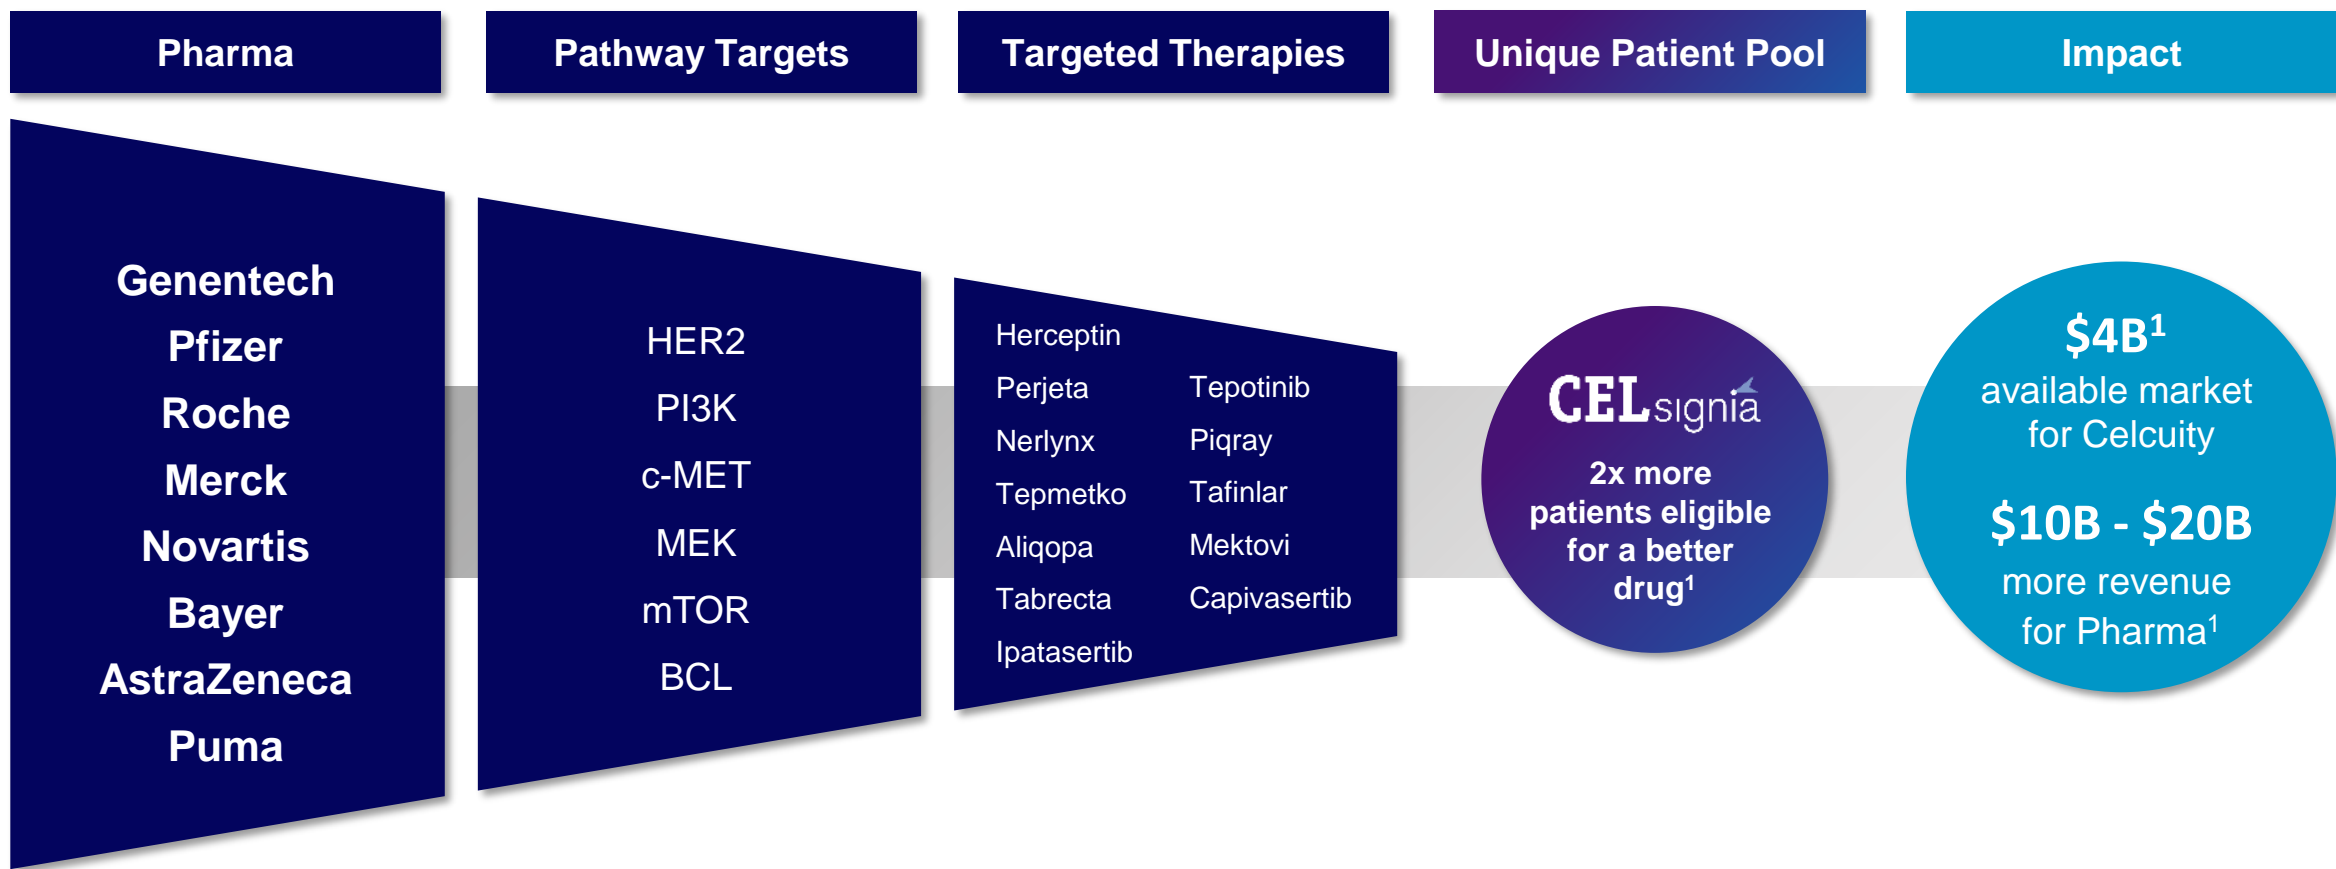 Pharma
Pathway Targets
Targeted Therapies
Unique Patient Pool
Impact
Genentech
Pfizer
Roche
Merck
Novartis
Bayer
AstraZeneca
Puma
HER2
PI3K
c-MET
MEK
mTOR
BCL
Herceptin
Perjeta
Nerlynx
Tepmetko
Aliqopa
Tabrecta
Ipatasertib
Tepotinib
Piqray
Tafinlar
Mektovi
Capivasertib
CELsignia
2x more
patients eligible
for a better
drug¹
$4B¹
available market
for Celcuity
$10B - $20B
more revenue
for Pharma¹